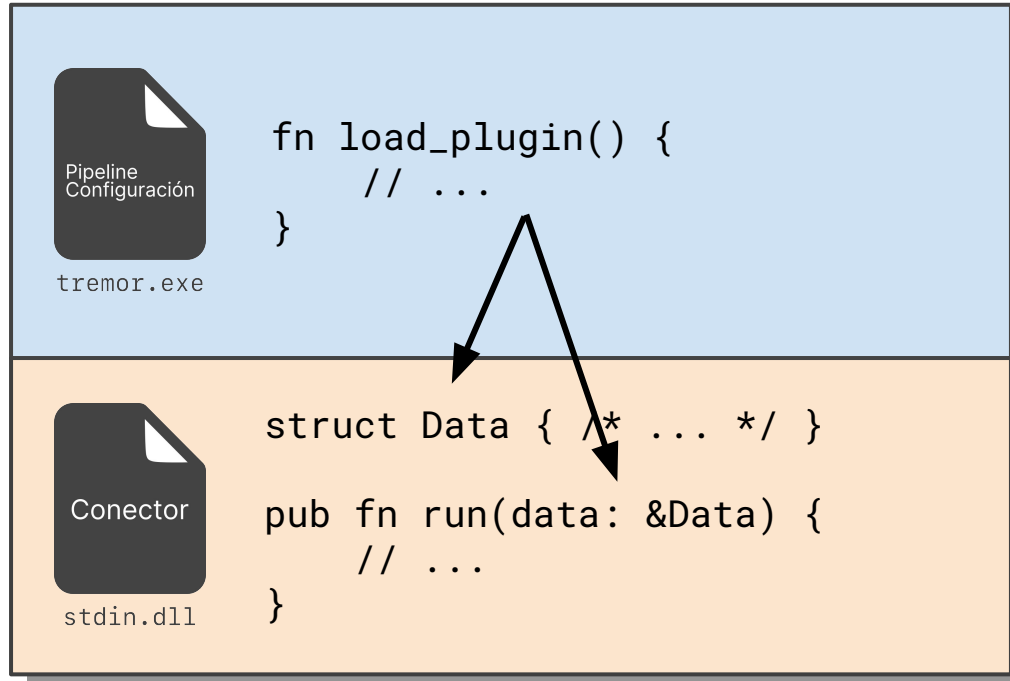 Pipeline
Configuración
tremor.exe
fn load_plugin() {
    // ...
}
Conector
stdin.dll
struct Data { /* ... */ }
pub fn run(data: &Data) {
    // ...
}